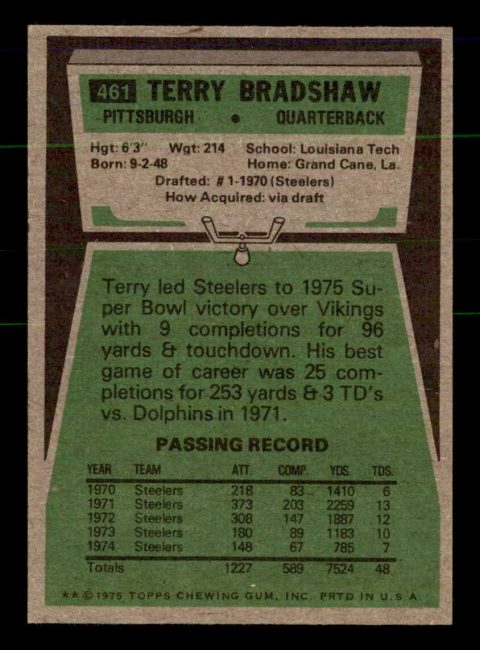 461 TERRY BRADSHAW
PITTSBURGH • QUARTERBACK
Hgt: 6'3" Wgt: 214 School: Louisiana Tech
Born: 9-2-48 Home: Grand Cane, La.
Drafted: #1-1970 (Steelers)
How Acquired: via draft
Terry led Steelers to 1975 Su-
per Bowl victory over Vikings
with 9 completions for 96
yards & touchdown. His best
game of career was 25 com-
pletions for 253 yards & 3 TD's
vs. Dolphins in 1971.
PASSING RECORD
YEAR TEAM ATT. COMP. YDS. TDS.
1970 Steelers 218 83 1410 6
1971 Steelers 373 203 2259 13
1972 Steelers 308 147 1887 12
1973 Steelers 180 89 1183 10
1974 Steelers 148 67 785 7
Totals 1227 589 7524 48
** © 1975 TOPPS CHEWING GUM, INC. PRTD IN U.S.A.